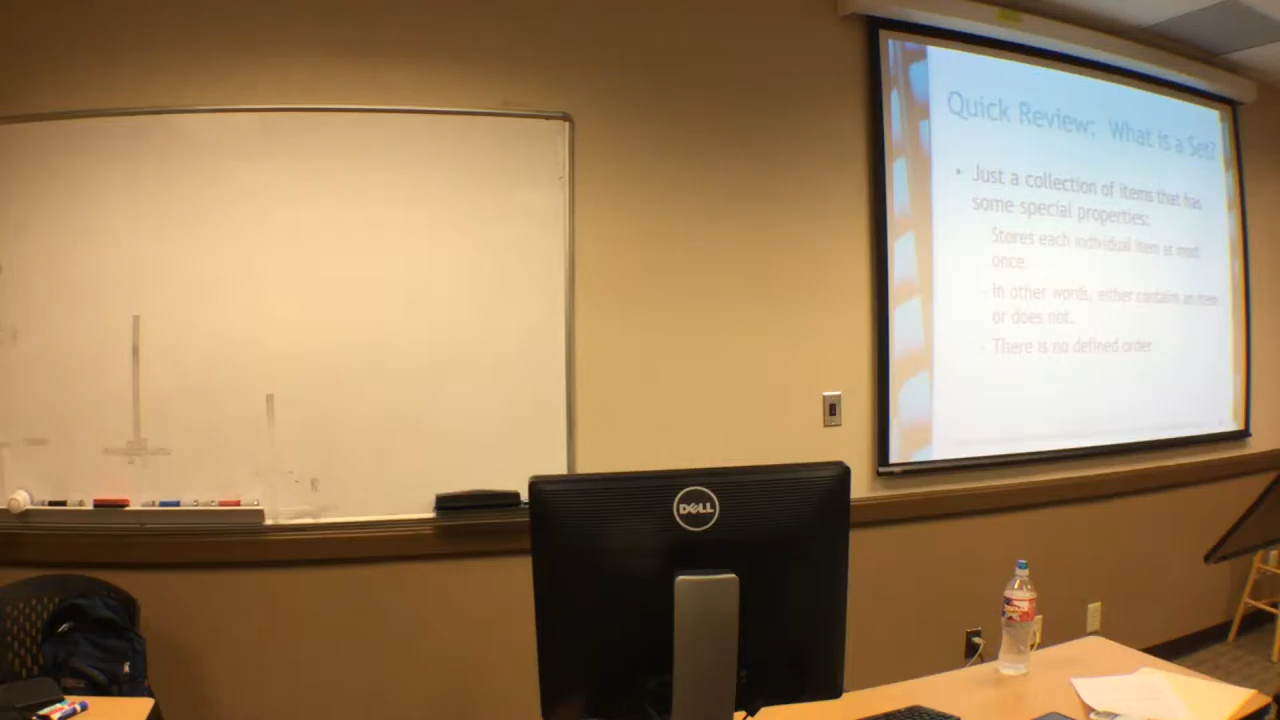 Quick Review: What is a Set?
• Just a collection of items that has
some special properties:
Stores each individual item at most
once.
– In other words, either contains an item
or does not.
– There is no defined order
DELL